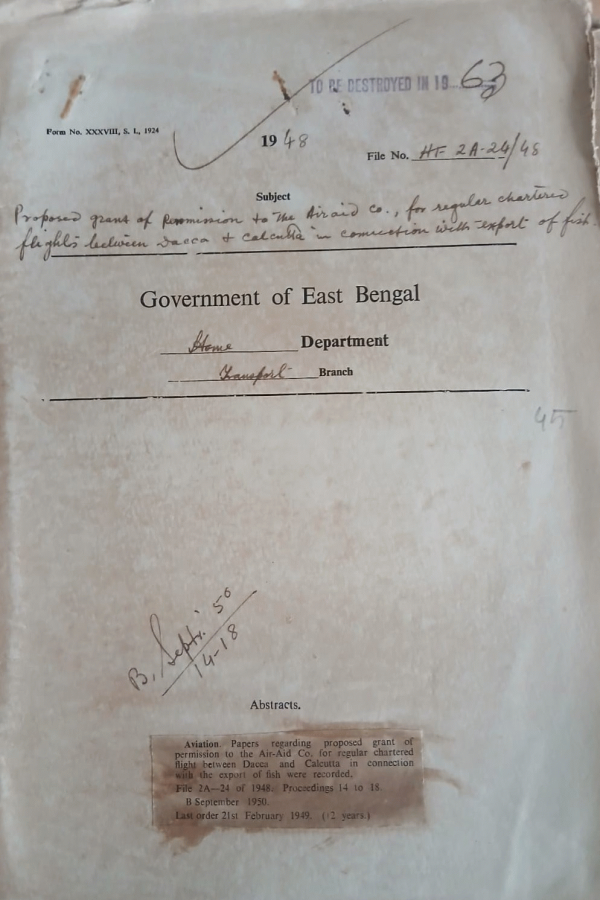 TO BE DESTROYED IN 19 63
Form No. XXXVIII, S. I., 1924
1948
File No. HF 2A-24/48
Subject
Proposed grant of permission to the Airaid Co., for regular chartered
flights between Dacca & Calcutta in connection with export of fish.
Government of East Bengal
Home Department
Transport Branch
45
B, Septr. 50
14-18
Abstracts.
Aviation. Papers regarding proposed grant of
permission to the Air-Aid Co. for regular chartered
flight between Dacca and Calcutta in connection
with the export of fish were recorded.
File 2A—24 of 1948. Proceedings 14 to 18.
B September 1950.
Last order 21st February 1949. ( 2 years )